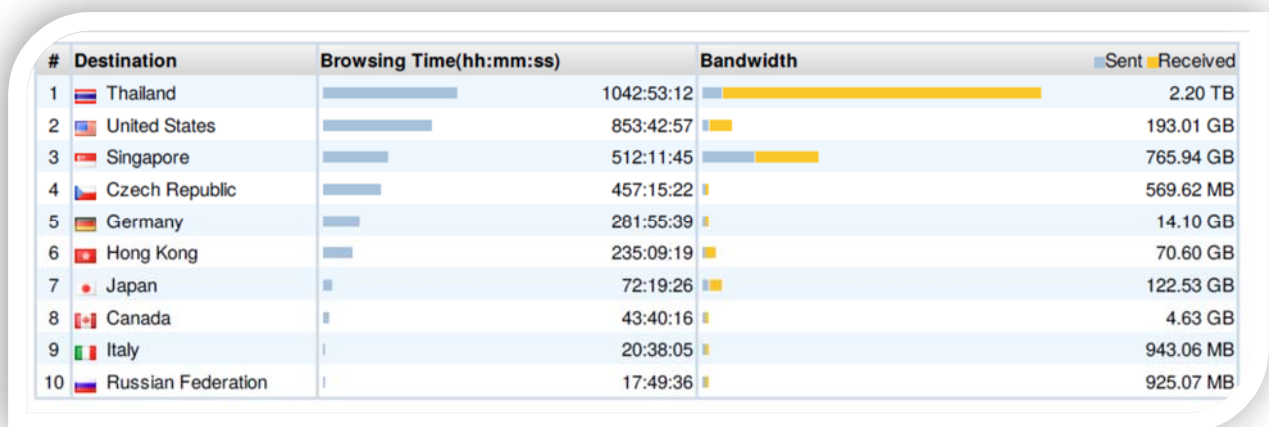 # Destination Browsing Time(hh:mm:ss) Bandwidth Sent Received
1 Thailand 1042:53:12 2.20 TB
2 United States 853:42:57 193.01 GB
3 Singapore 512:11:45 765.94 GB
4 Czech Republic 457:15:22 569.62 MB
5 Germany 281:55:39 14.10 GB
6 Hong Kong 235:09:19 70.60 GB
7 Japan 72:19:26 122.53 GB
8 Canada 43:40:16 4.63 GB
9 Italy 20:38:05 943.06 MB
10 Russian Federation 17:49:36 925.07 MB